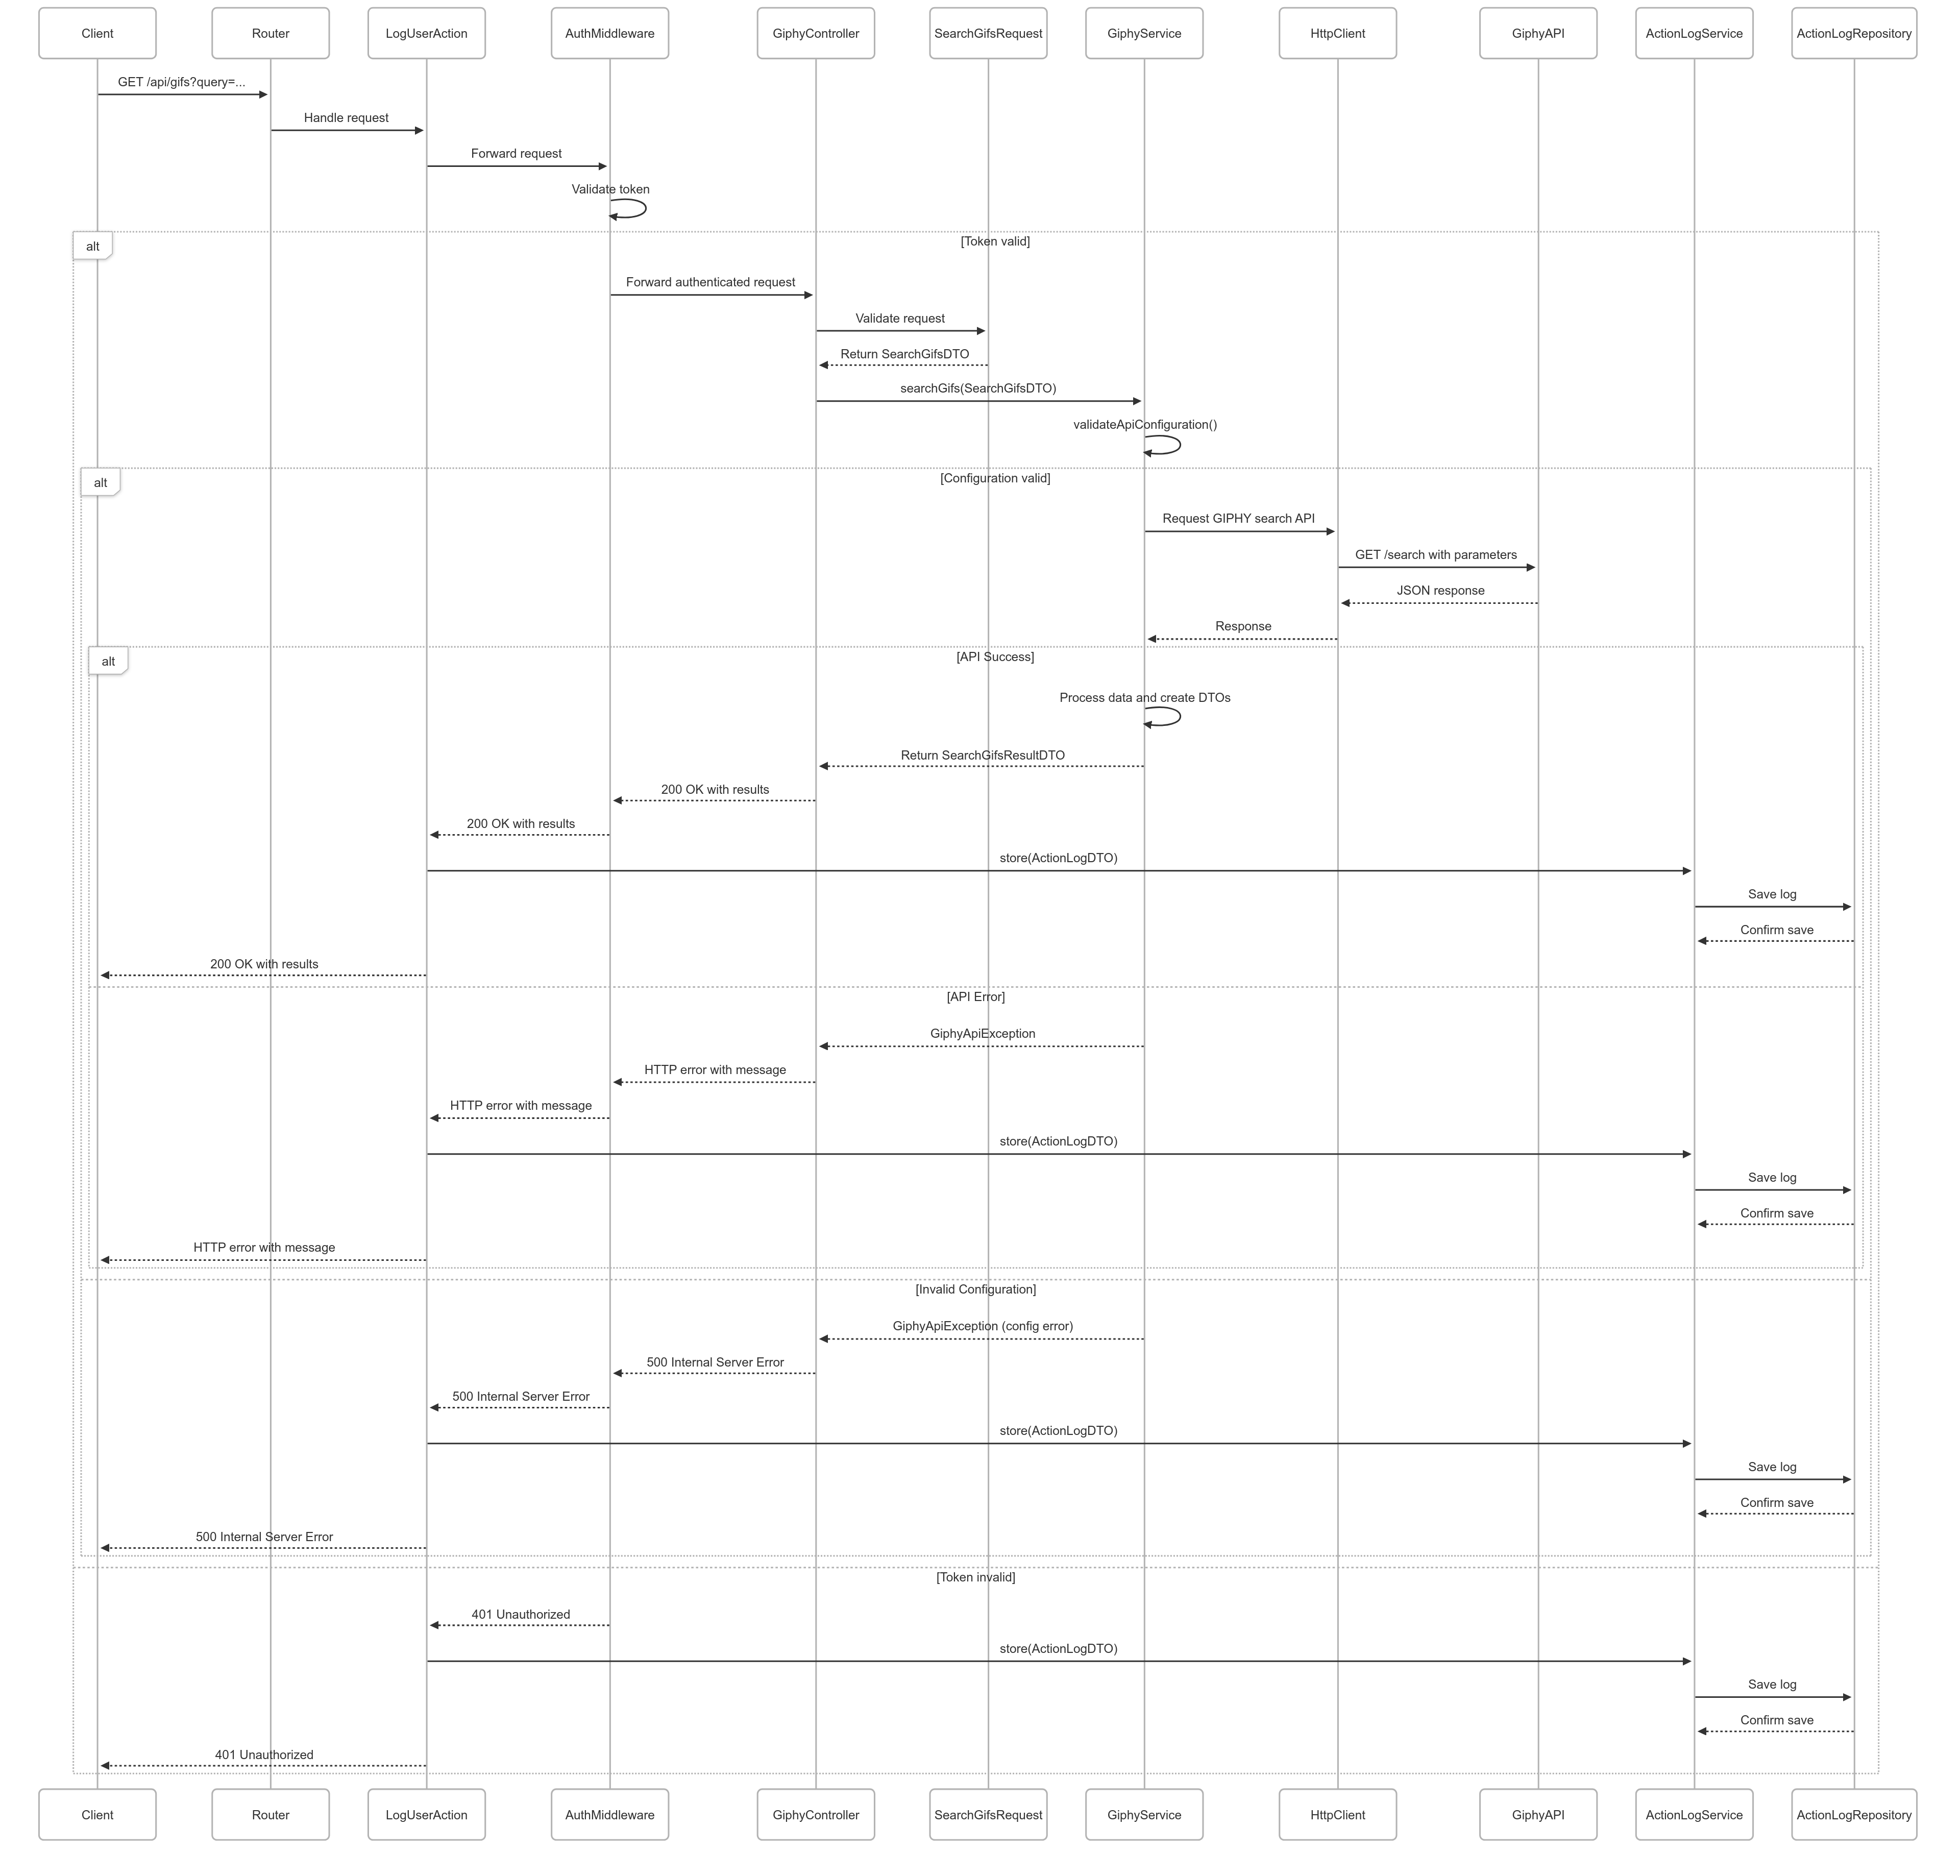 Client
Router
LogUserAction
AuthMiddleware
GiphyController
SearchGifsRequest
GiphyService
HttpClient
GiphyAPI
ActionLogService
ActionLogRepository
GET /api/gifs?query=...
Handle request
Forward request
Validate token
alt
[Token valid]
Forward authenticated request
Validate request
Return SearchGifsDTO
searchGifs(SearchGifsDTO)
validateApiConfiguration()
alt
[Configuration valid]
Request GIPHY search API
GET /search with parameters
JSON response
Response
alt
[API Success]
Process data and create DTOs
Return SearchGifsResultDTO
200 OK with results
200 OK with results
store(ActionLogDTO)
Save log
Confirm save
200 OK with results
[API Error]
GiphyApiException
HTTP error with message
HTTP error with message
store(ActionLogDTO)
Save log
Confirm save
HTTP error with message
[Invalid Configuration]
GiphyApiException (config error)
500 Internal Server Error
500 Internal Server Error
store(ActionLogDTO)
Save log
Confirm save
500 Internal Server Error
[Token invalid]
401 Unauthorized
store(ActionLogDTO)
Save log
Confirm save
401 Unauthorized
Client
Router
LogUserAction
AuthMiddleware
GiphyController
SearchGifsRequest
GiphyService
HttpClient
GiphyAPI
ActionLogService
ActionLogRepository